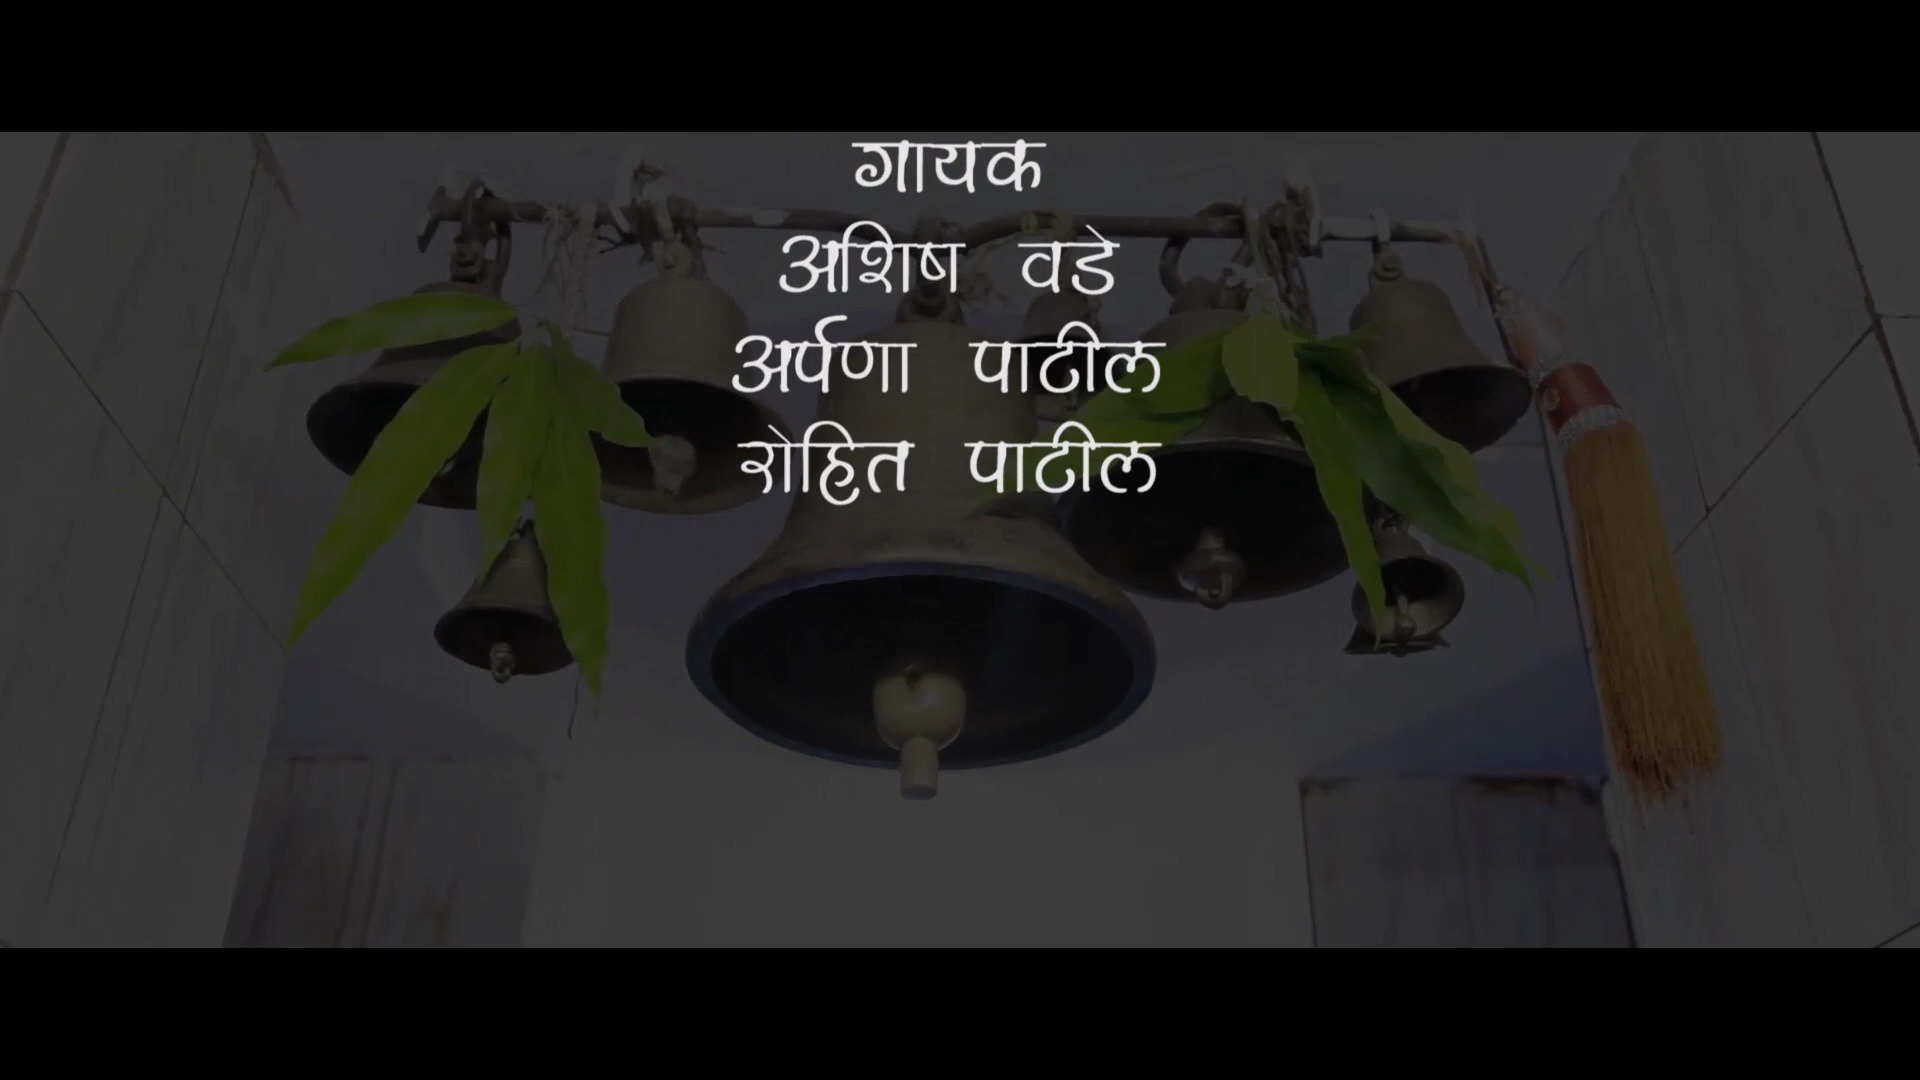 गायक
अशिष वडे
अर्पणा पाटील
रोहित पाटील